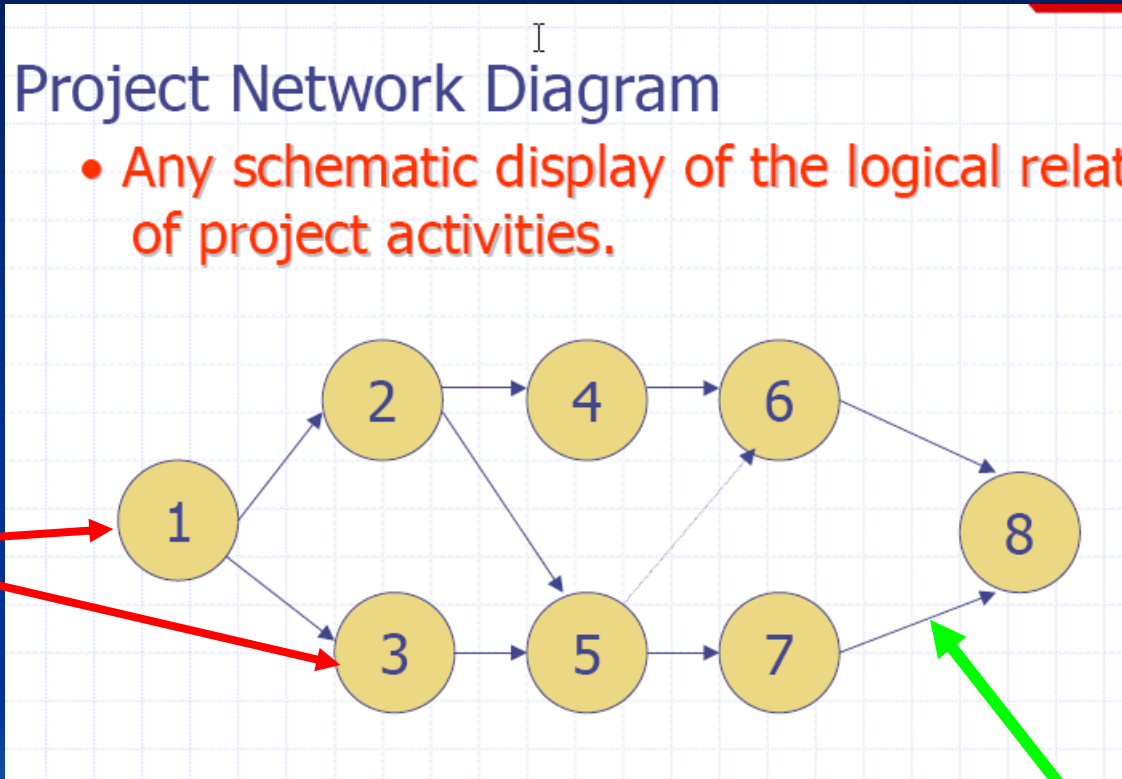 Project Network Diagram
• Any schematic display of the logical relat
of project activities.
2 4 6
1 8
3 5 7